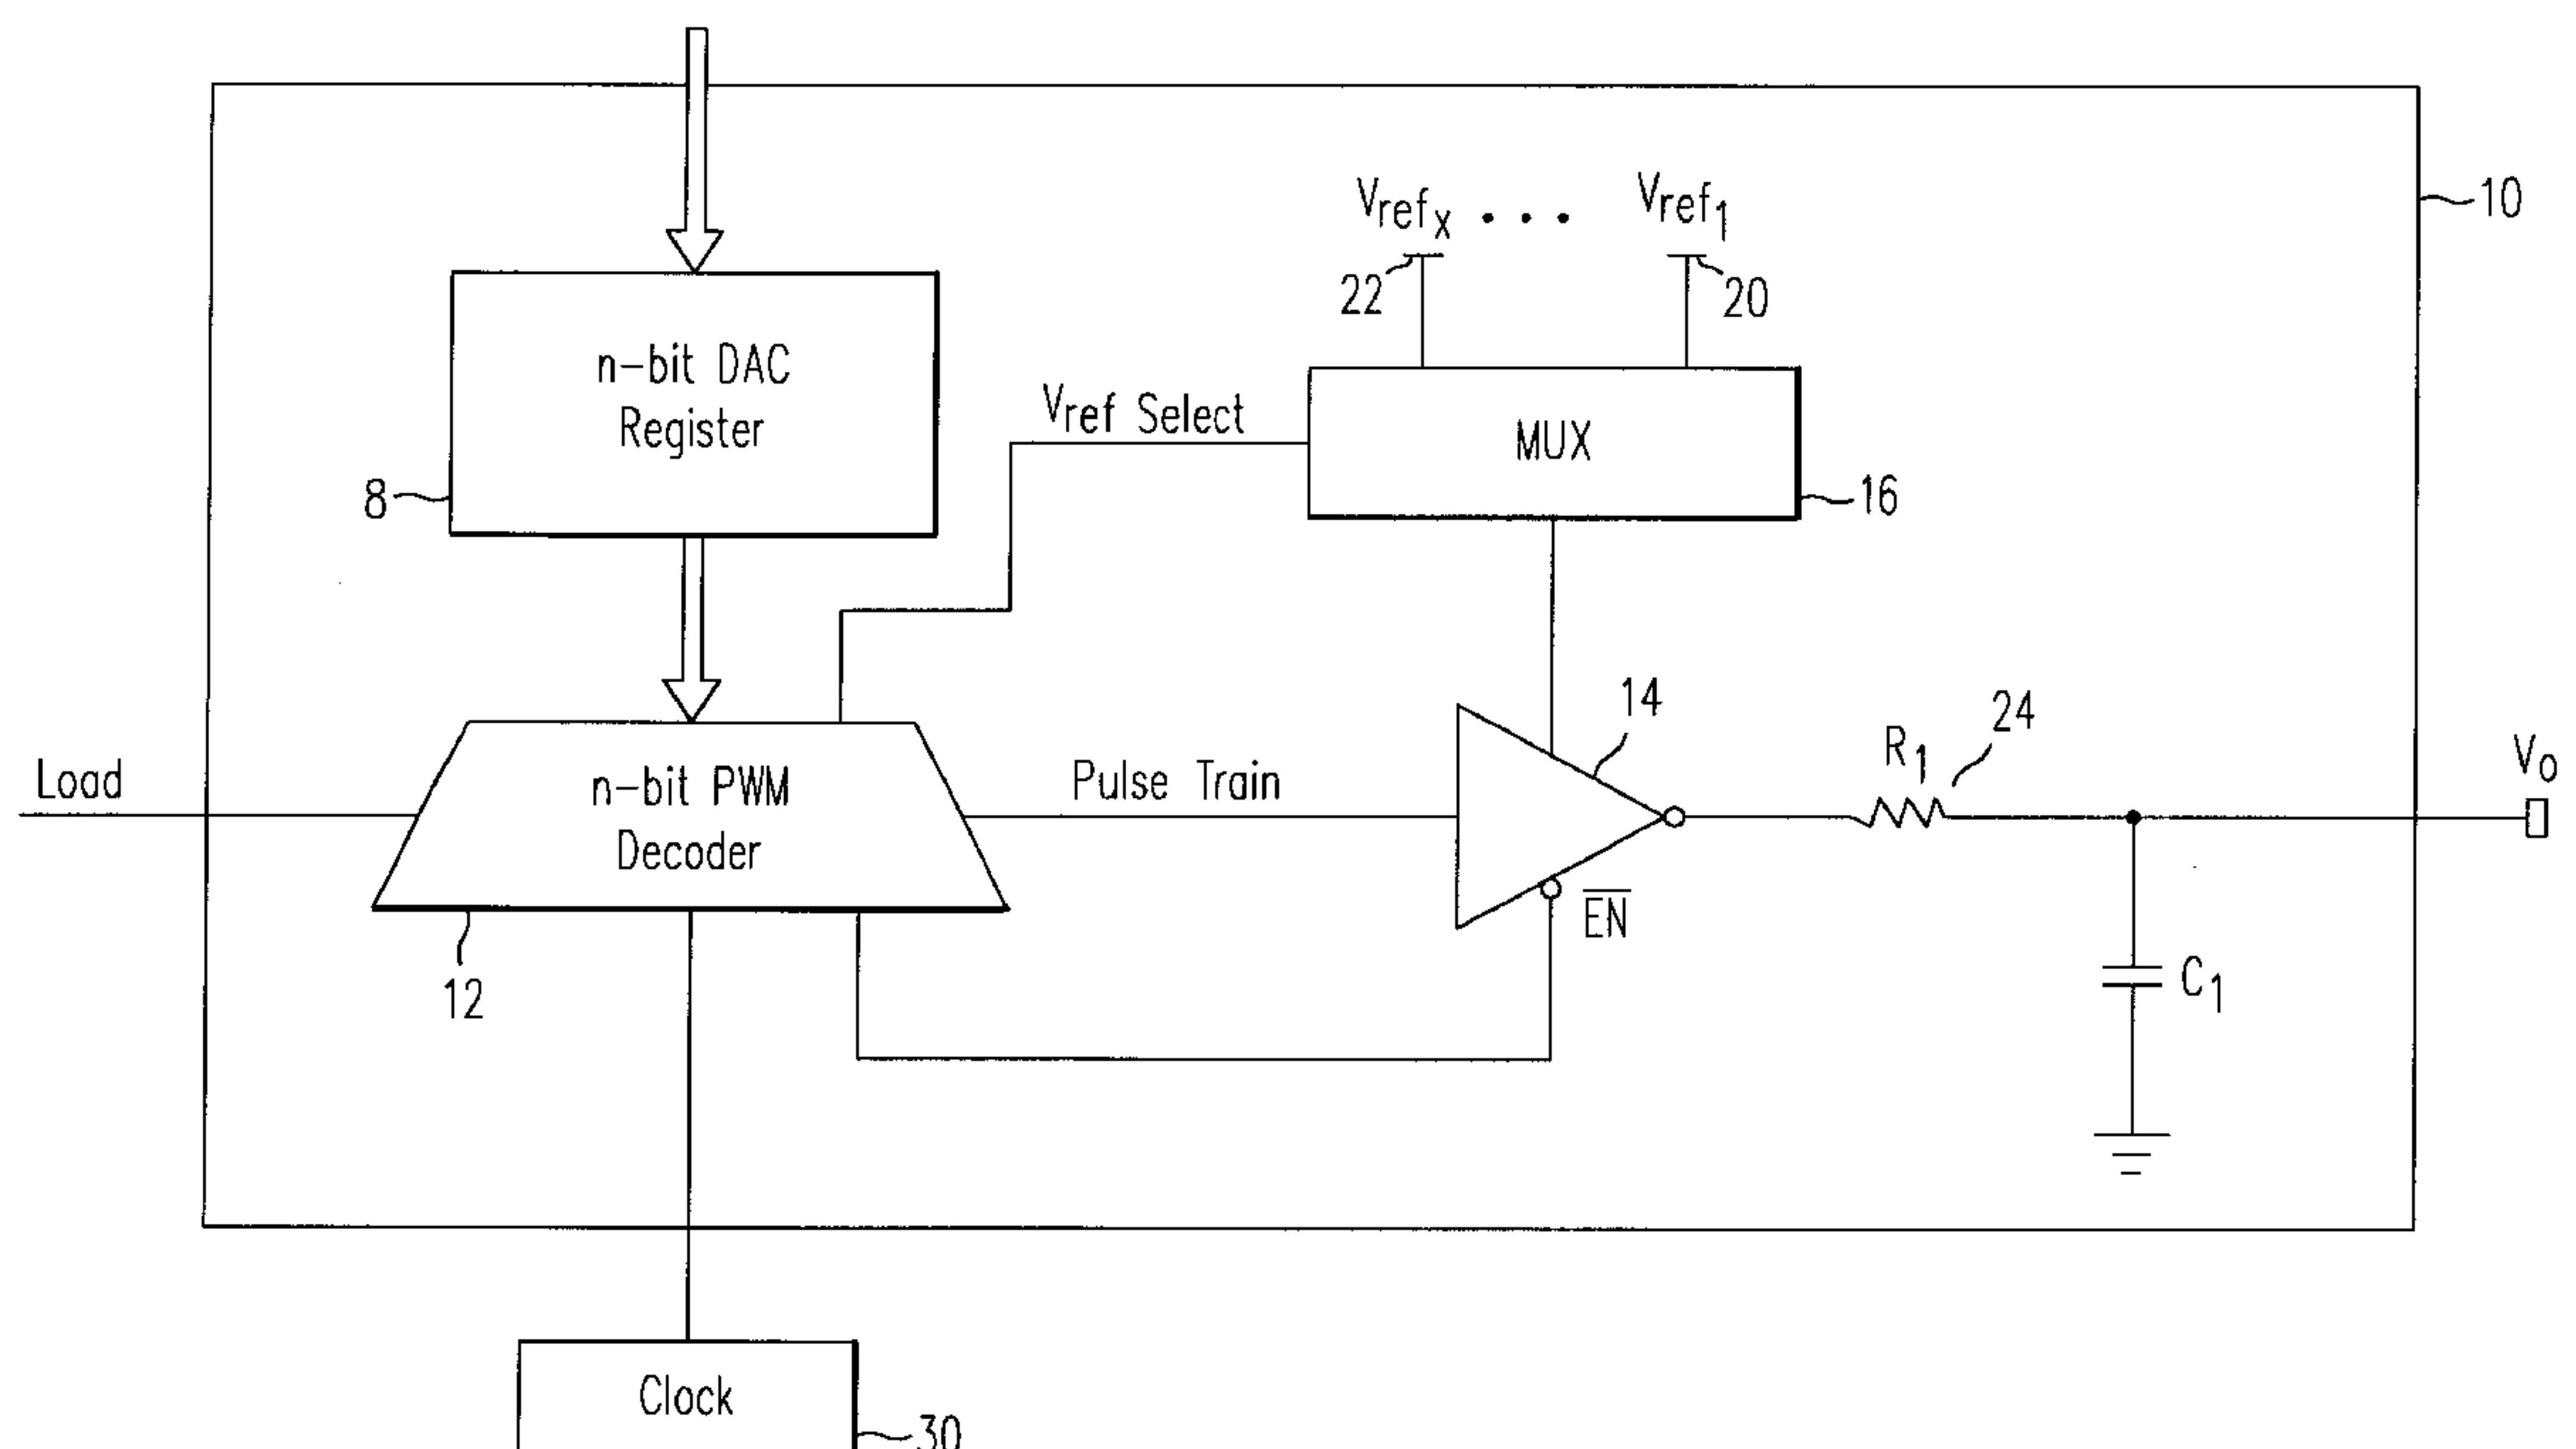 Vrefx • • • Vref1
10
22
20
n-bit DAC
Register
8
Vref Select
MUX
16
14
24
R1
Vo
Load
n-bit PWM
Decoder
Pulse Train
EN
12
C1
Clock
30